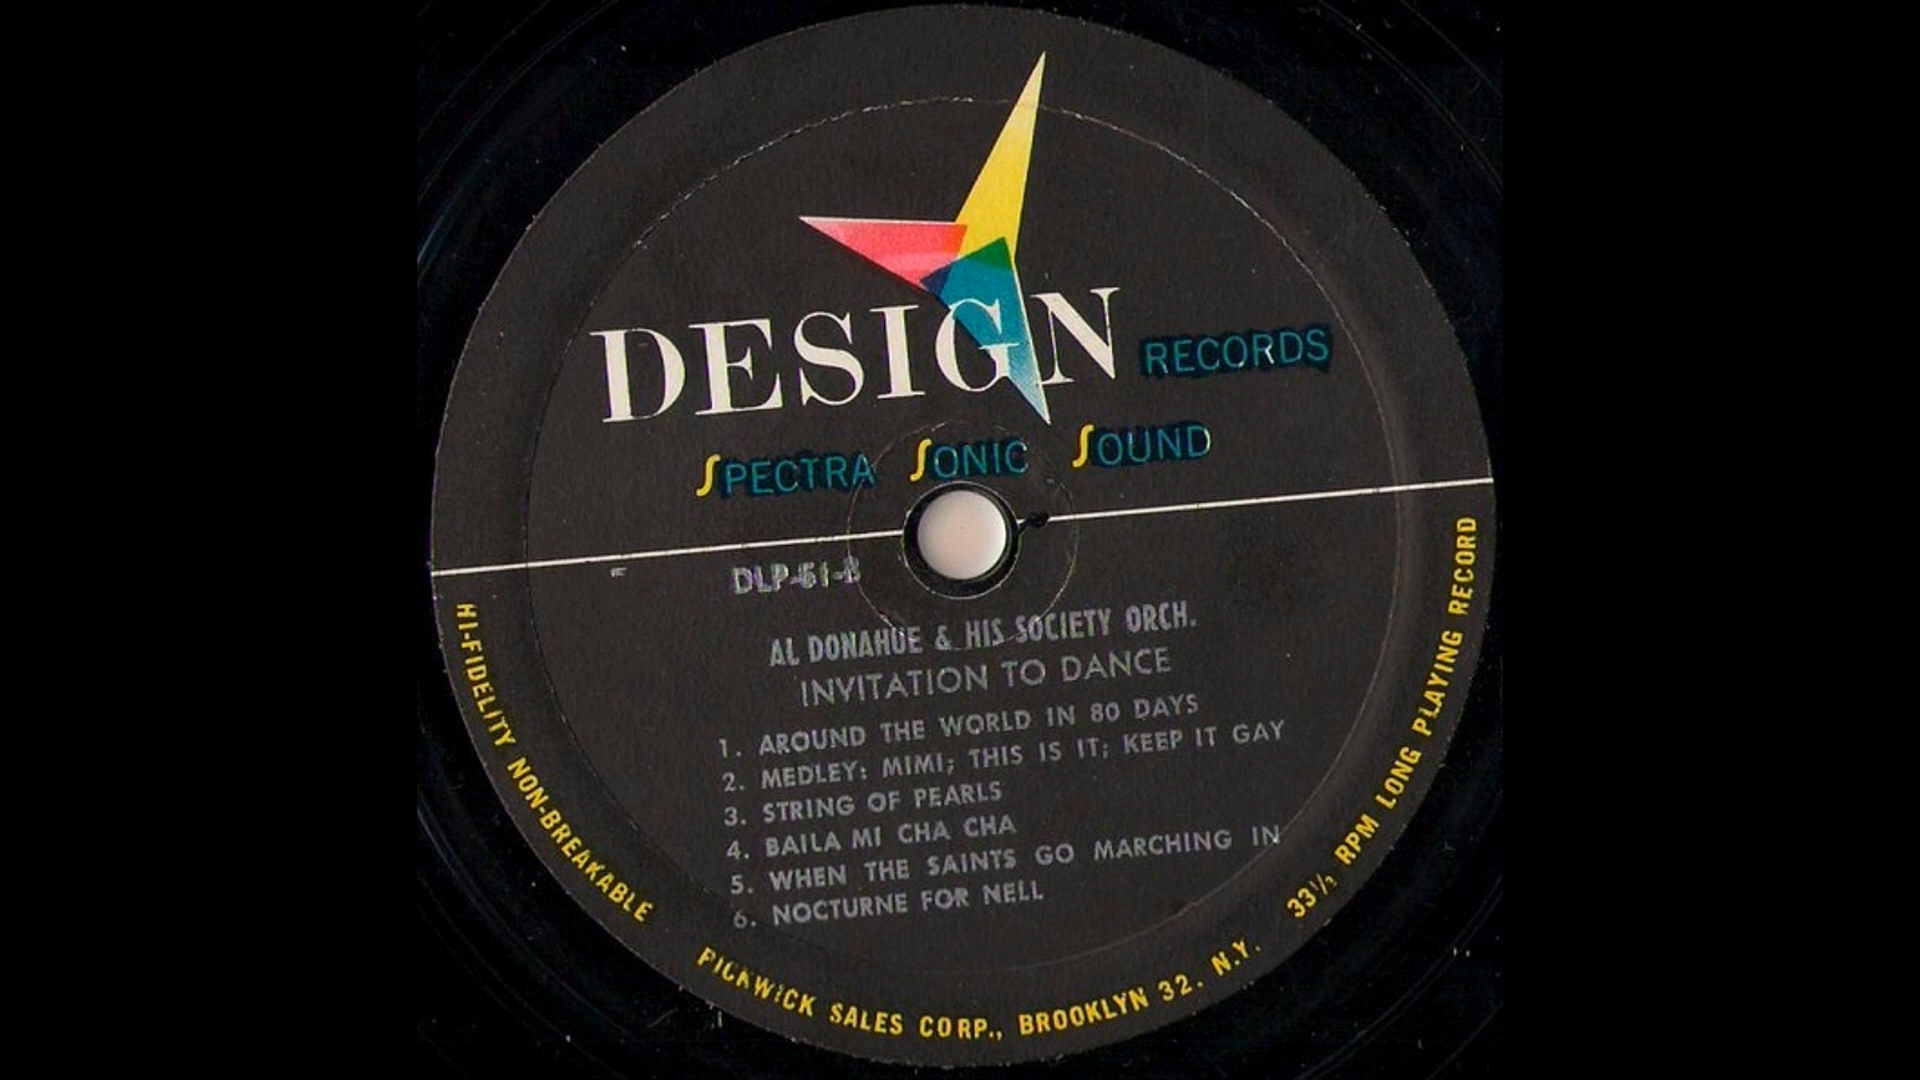 DESIGN RECORDS
SPECTRA SONIC SOUND
DLP-61-B
AL DONAHUE & HIS SOCIETY ORCH.
INVITATION TO DANCE
1. AROUND THE WORLD IN 80 DAYS
2. MEDLEY: MIMI; THIS IS IT; KEEP IT GAY
3. STRING OF PEARLS
4. BAILA MI CHA CHA
5. WHEN THE SAINTS GO MARCHING IN
6. NOCTURNE FOR NELL
HI-FIDELITY NON-BREAKABLE
PICKWICK SALES CORP., BROOKLYN 32. N.Y.
33⅓ RPM LONG PLAYING RECORD